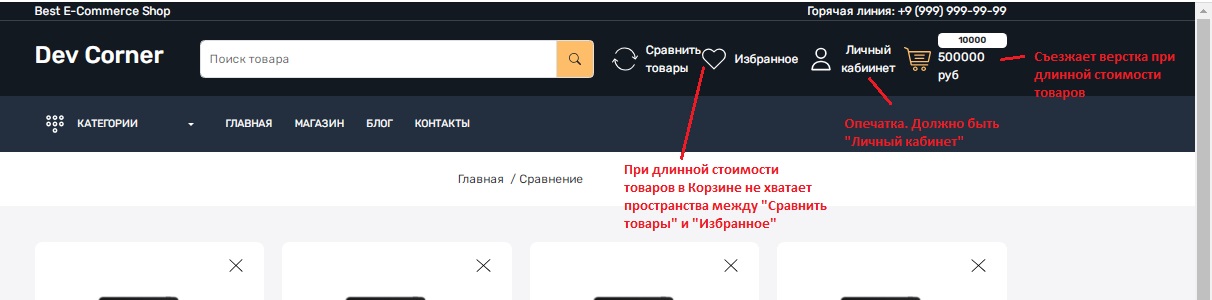 Best E-Commerce Shop
Горячая линия: +9 (999) 999-99-99
Dev Corner
Поиск товара
Сравнить
товары
Избранное
Личный
кабиинет
10000
500000
руб
Съезжает верстка при
длинной стоимости
товаров
КАТЕГОРИИ
ГЛАВНАЯ
МАГАЗИН
БЛОГ
КОНТАКТЫ
Опечатка. Должно быть
"Личный кабинет"
При длинной стоимости
товаров в Корзине не хватает
пространства между "Сравнить
товары" и "Избранное"
Главная / Сравнение